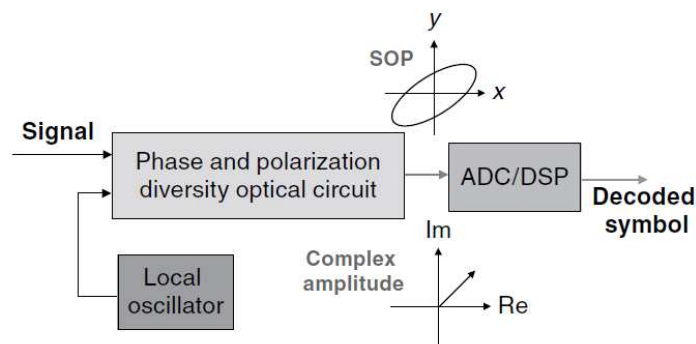 y
SOP
x
Signal
Phase and polarization
diversity optical circuit
ADC/DSP
Decoded
symbol
Im
Complex
amplitude
Re
Local
oscillator